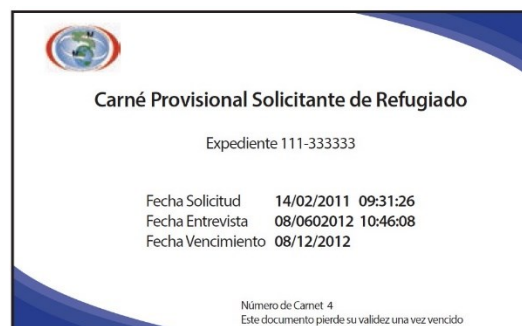 Carné Provisional Solicitante de Refugiado
Expediente 111-333333
Fecha Solicitud 14/02/2011 09:31:26
Fecha Entrevista 08/0602012 10:46:08
Fecha Vencimiento 08/12/2012
Número de Carnet 4
Este documento pierde su validez una vez vencido